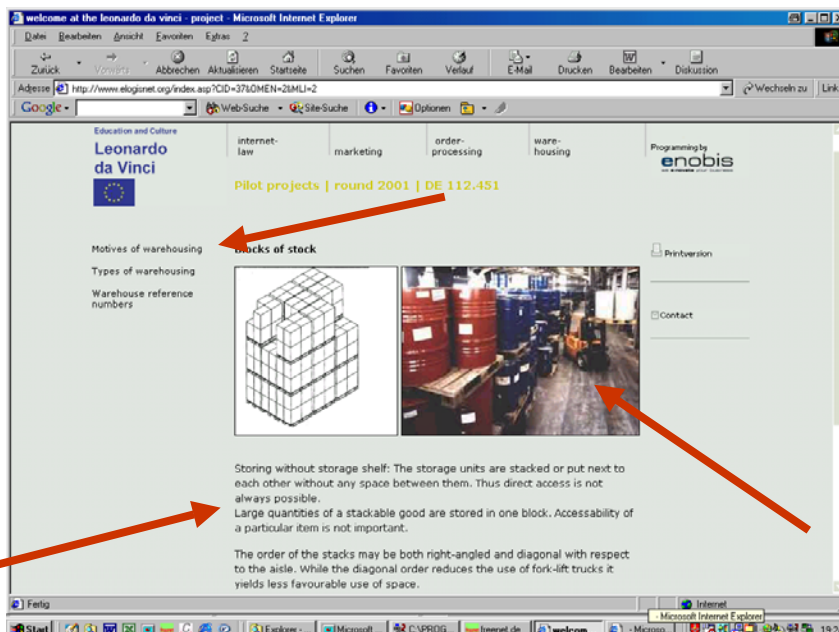 welcome at the leonardo da vinci - project - Microsoft Internet Explorer
Datei Bearbeiten Ansicht Favoriten Extras ?
Zurück Vorwärts Abbrechen Aktualisieren Startseite Suchen Favoriten Verlauf E-Mail Drucken Bearbeiten Diskussion
Adresse http://www.elogisnet.org/index.asp?CID=37&OMEN=2&MLI=2 Wechseln zu Link
Google Web-Suche Site-Suche Optionen
Education and Culture
Leonardo
da Vinci
internet-
law
marketing
order-
processing
ware-
housing
Programming by
enobis
Pilot projects | round 2001 | DE 112.451
Motives of warehousing
Types of warehousing
Warehouse reference
numbers
Blocks of stock
Printversion
Contact
Storing without storage shelf: The storage units are stacked or put next to
each other without any space between them. Thus direct access is not
always possible.
Large quantities of a stackable good are stored in one block. Accessability of
a particular item is not important.
The order of the stacks may be both right-angled and diagonal with respect
to the aisle. While the diagonal order reduces the use of fork-lift trucks it
yields less favourable use of space.
Fertig Internet
- Microsoft Internet Explorer
Start Explorer - Microsoft C:\PROG freenet.de welcom - Micros